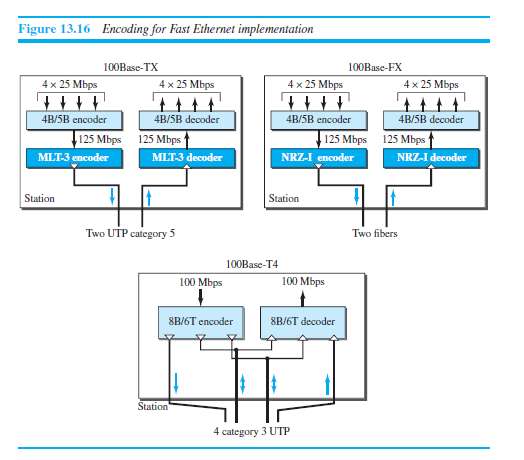 Figure 13.16 Encoding for Fast Ethernet implementation
100Base-TX
4 × 25 Mbps 4 × 25 Mbps
4B/5B encoder 4B/5B decoder
125 Mbps 125 Mbps
MLT-3 encoder MLT-3 decoder
Station
Two UTP category 5
100Base-FX
4 × 25 Mbps 4 × 25 Mbps
4B/5B encoder 4B/5B decoder
125 Mbps 125 Mbps
NRZ-I encoder NRZ-I decoder
Station
Two fibers
100Base-T4
100 Mbps 100 Mbps
8B/6T encoder 8B/6T decoder
Station
4 category 3 UTP